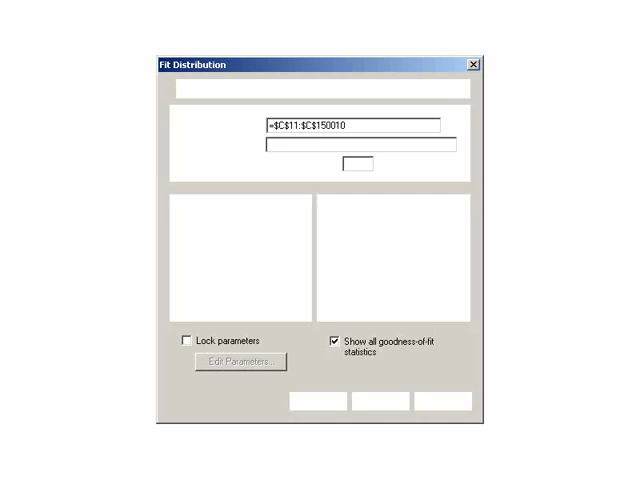 Fit Distribution
=$C$11:$C$150010
Lock parameters
Show all goodness-of-fit
statistics
Edit Parameters...